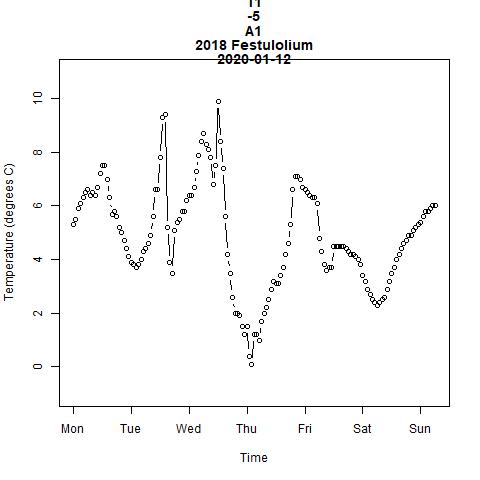 T1
-5
A1
2018 Festulolium
2020-01-12
Temperature (degrees C)
10
8
6
4
2
0
Mon Tue Wed Thu Fri Sat Sun
Time